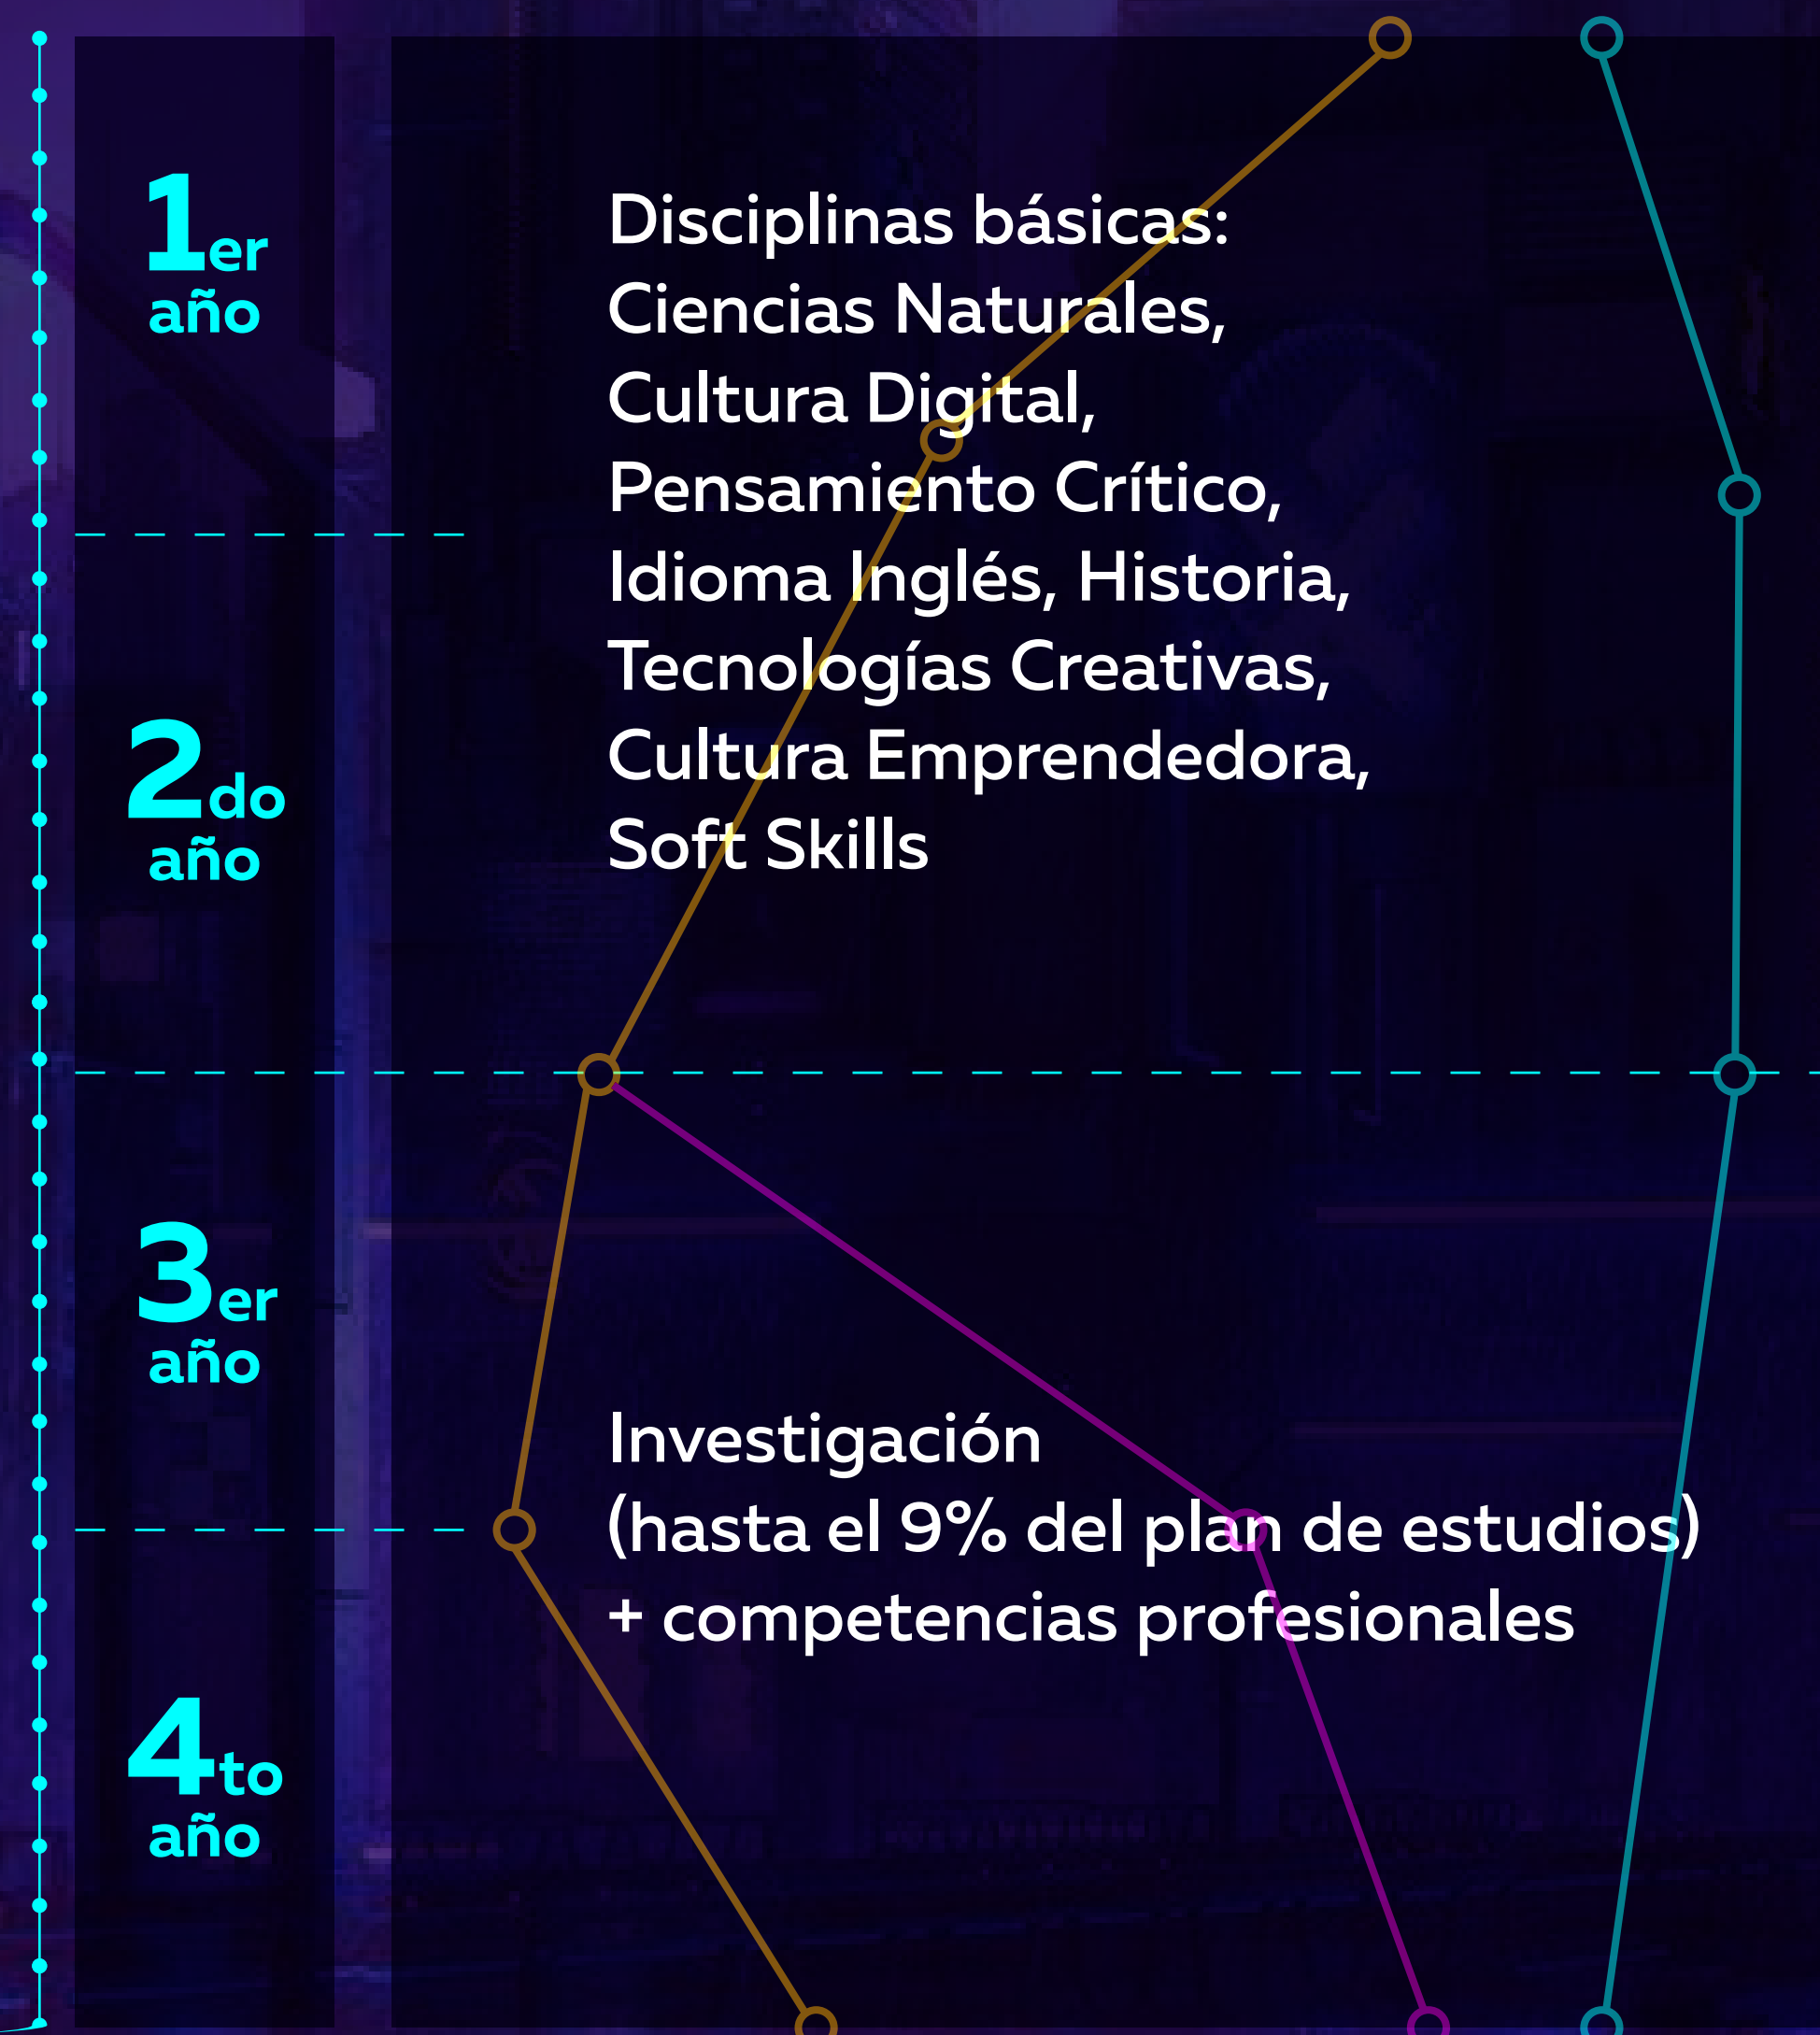 1er
año
Disciplinas básicas:
Ciencias Naturales,
Cultura Digital,
Pensamiento Crítico,
Idioma Inglés, Historia,
Tecnologías Creativas,
Cultura Emprendedora,
Soft Skills
2do
año
3er
año
Investigación
(hasta el 9% del plan de estudios)
+ competencias profesionales
4to
año